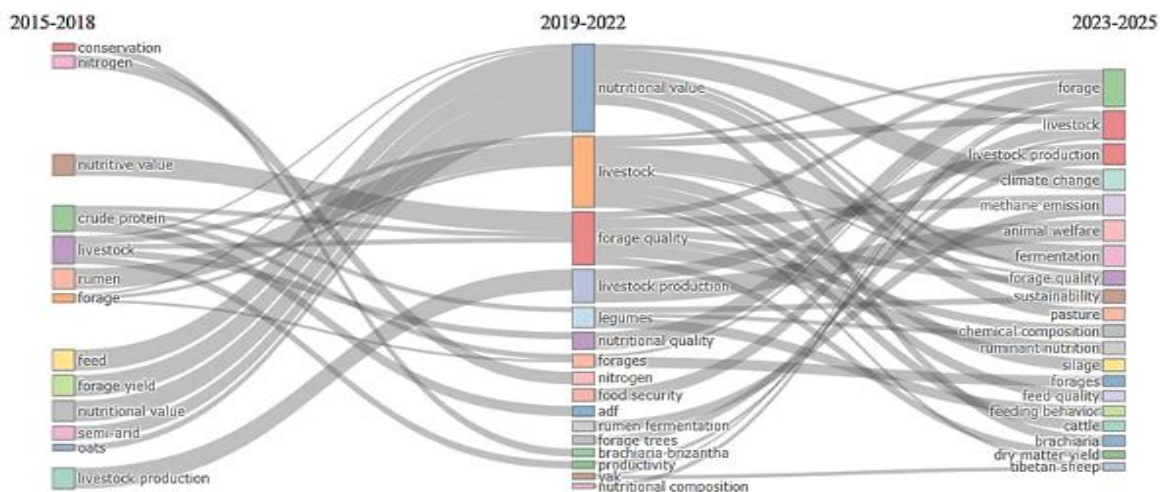 2015-2018
2019-2022
2023-2025
conservation
nitrogen
nutritive value
crude protein
livestock
rumen
forage
feed
forage yield
nutritional value
semi-arid
oats
livestock production
nutritional value
livestock
forage quality
livestock production
legumes
nutritional quality
forages
nitrogen
food security
adf
rumen fermentation
forage trees
brachiaria-brizantha
productivity
yak
nutritional composition
forage
livestock
livestock production
climate change
methane emission
animal welfare
fermentation
forage quality
sustainability
pasture
chemical composition
ruminant nutrition
silage
forages
feed quality
feeding behavior
cattle
brachiaria
dry matter yield
tibetan-sheep